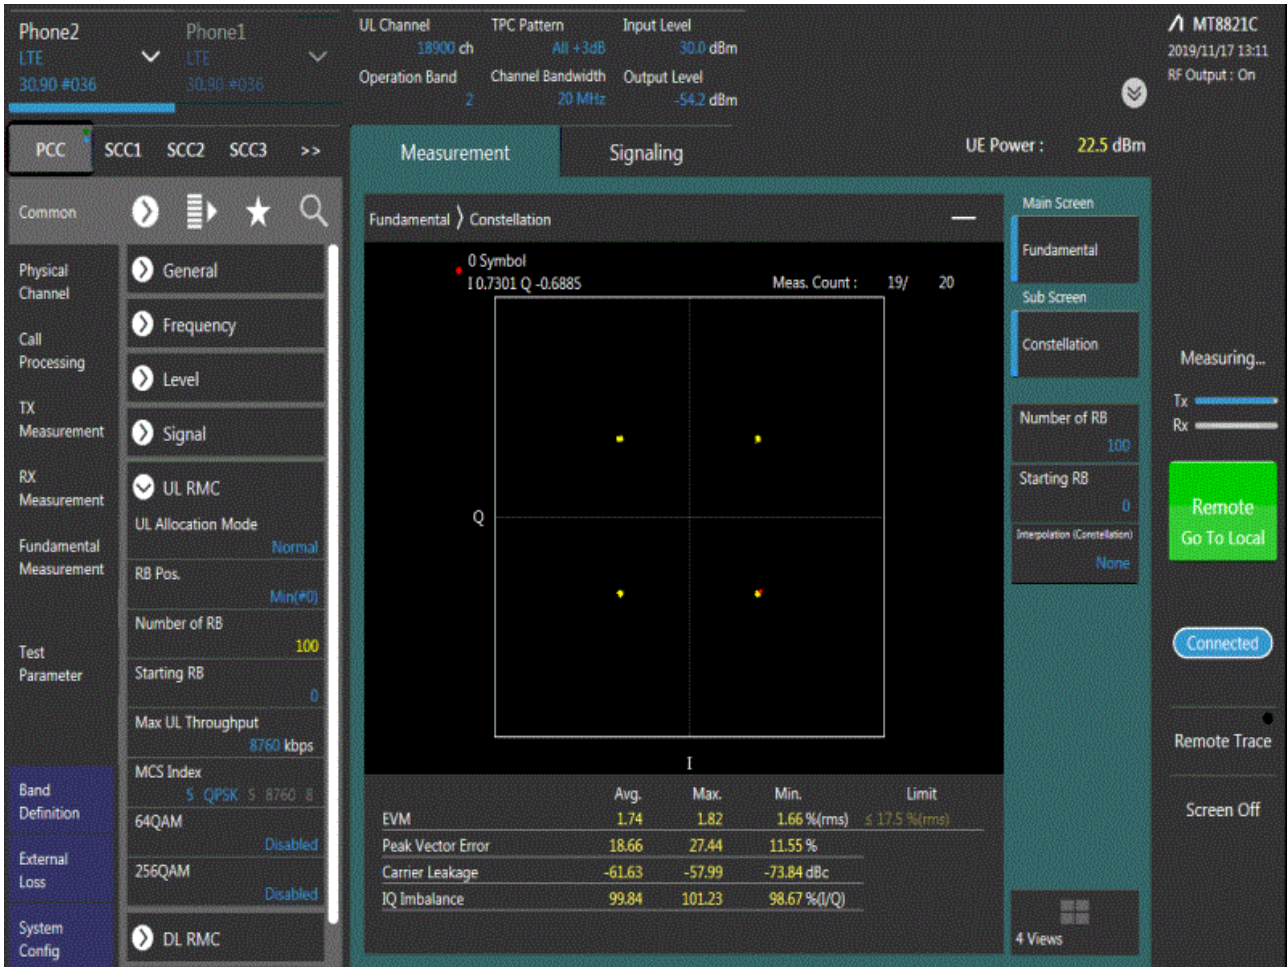 Phone2
LTE
30.90 #036
Phone1
LTE
30.90 #036
UL Channel
18900 ch
TPC Pattern
All +3dB
Input Level
30.0 dBm
Operation Band
2
Channel Bandwidth
20 MHz
Output Level
-54.2 dBm
MT8821C
2019/11/17 13:11
RF Output : On
PCC SCC1 SCC2 SCC3 >>
Measurement
Signaling
UE Power : 22.5 dBm
Common
Physical
Channel
Call
Processing
TX
Measurement
RX
Measurement
Fundamental
Measurement
Test
Parameter
Band
Definition
External
Loss
System
Config
General
Frequency
Level
Signal
UL RMC
UL Allocation Mode
Normal
RB Pos.
Min(#0)
Number of RB
100
Starting RB
0
Max UL Throughput
8760 kbps
MCS Index
5 QPSK 5 8760 8
64QAM
Disabled
256QAM
Disabled
DL RMC
Fundamental 〉 Constellation
0 Symbol
I 0.7301 Q -0.6885
Meas. Count : 19/ 20
Q
I
Avg. Max. Min. Limit
EVM 1.74 1.82 1.66 %(rms) ≤ 17.5 %(rms)
Peak Vector Error 18.66 27.44 11.55 %
Carrier Leakage -61.63 -57.99 -73.84 dBc
IQ Imbalance 99.84 101.23 98.67 %(I/Q)
Main Screen
Fundamental
Sub Screen
Constellation
Number of RB
100
Starting RB
0
Interpolation (Constellation)
None
4 Views
Measuring...
Tx
Rx
Remote
Go To Local
Connected
Remote Trace
Screen Off